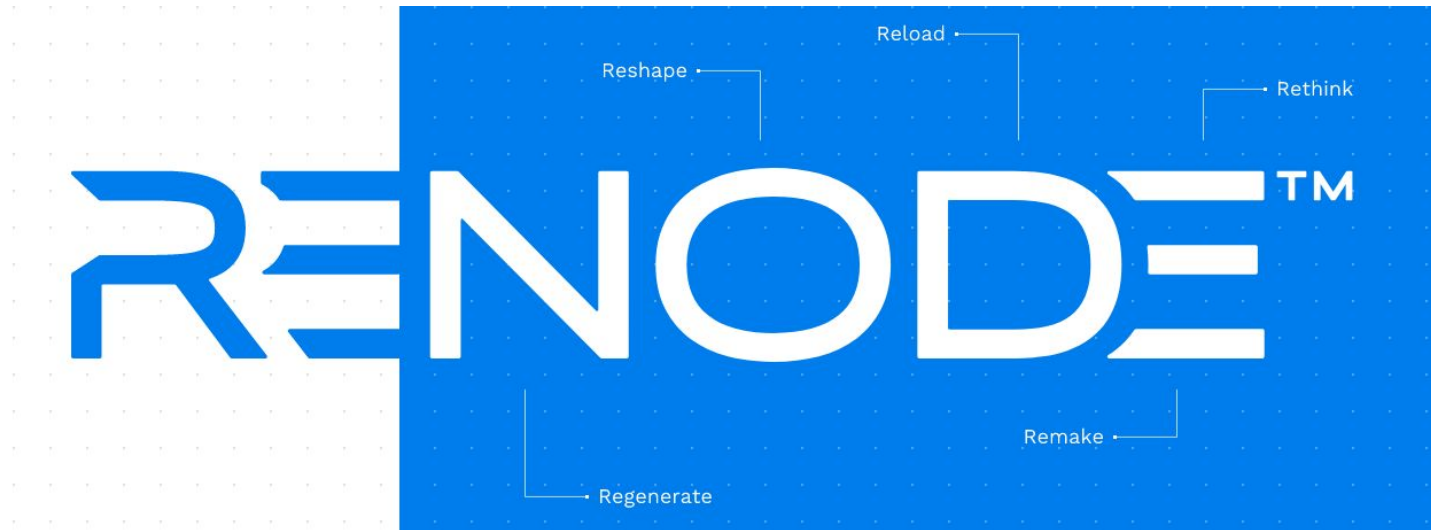 Reload
Reshape
Rethink
RENODE™
Remake
Regenerate